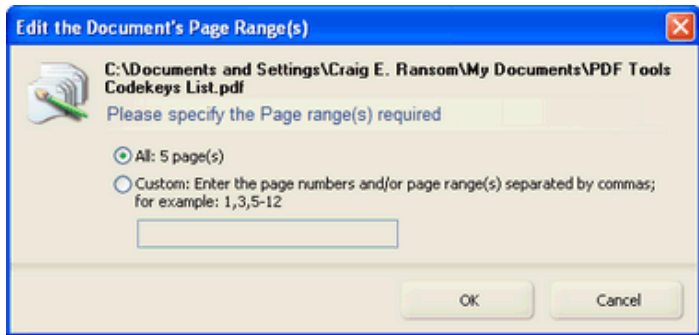 Edit the Document's Page Range(s)
C:\Documents and Settings\Craig E. Ransom\My Documents\PDF Tools
Codekeys List.pdf
Please specify the Page range(s) required
All: 5 page(s)
Custom: Enter the page numbers and/or page range(s) separated by commas;
for example: 1,3,5-12
OK Cancel